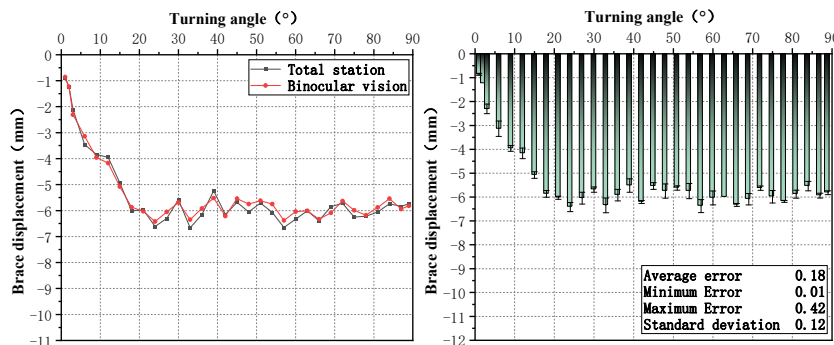 Turning angle（°）
0 10 20 30 40 50 60 70 80 90
0
-1
-2
-3
-4
-5
-6
-7
-8
-9
-10
-11
Brace displacement（mm）
Total station
Binocular vision
Turning angle（°）
0 10 20 30 40 50 60 70 80 90
0
-1
-2
-3
-4
-5
-6
-7
-8
-9
-10
-11
-12
Brace displacement（mm）
Average error 0.18
Minimum Error 0.01
Maximum Error 0.42
Standard deviation 0.12